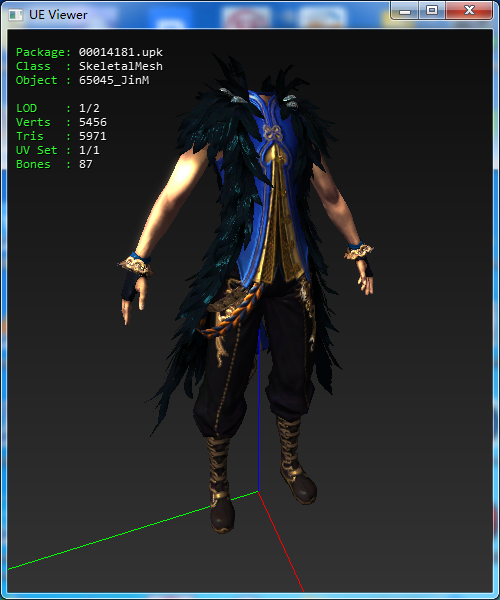 UE Viewer
Package: 00014181.upk
Class : SkeletalMesh
Object : 65045_JinM
LOD : 1/2
Verts : 5456
Tris : 5971
UV Set : 1/1
Bones : 87